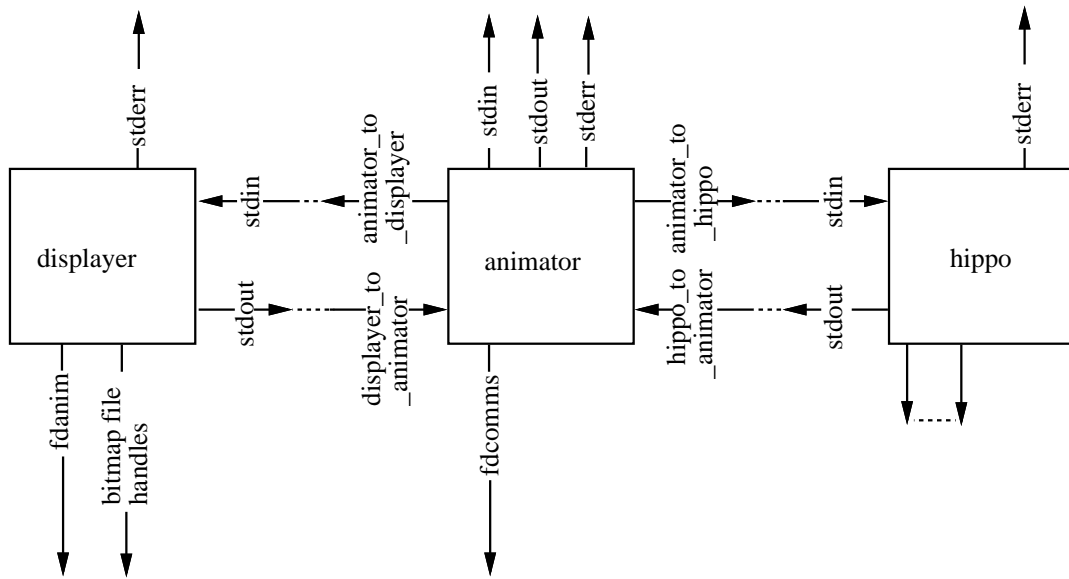 stderr
stdin
stdout
stderr
stderr
stdin
animator_to
_displayer
animator_to
_hippo
stdin
displayer
animator
hippo
stdout
displayer_to
_animator
hippo_to
_animator
stdout
fdanim
bitmap file
handles
fdcomms